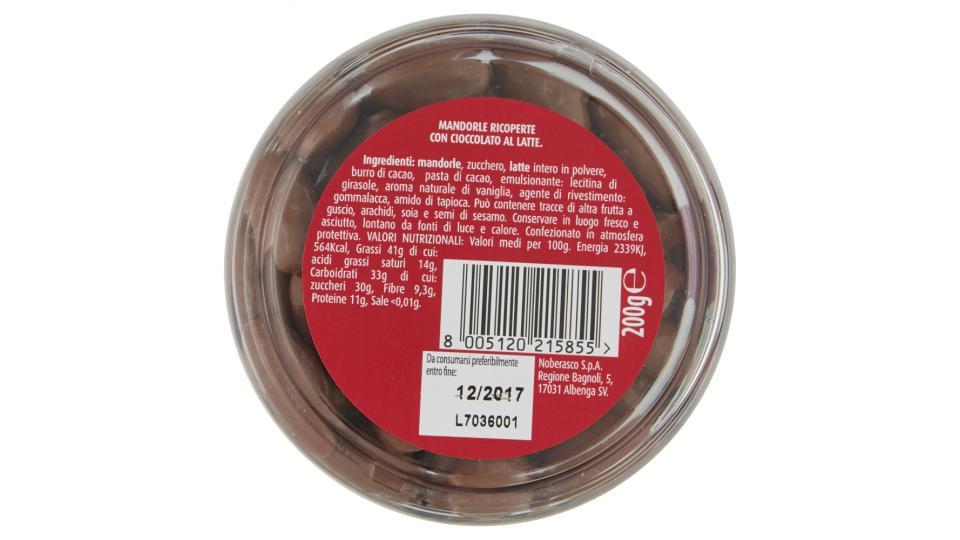 MANDORLE RICOPERTE
CON CIOCCOLATO AL LATTE.
Ingredienti: mandorle, zucchero, latte intero in polvere,
burro di cacao, pasta di cacao, emulsionante: lecitina di
girasole, aroma naturale di vaniglia, agente di rivestimento:
gommalacca, amido di tapioca. Può contenere tracce di altra frutta a
guscio, arachidi, soia e semi di sesamo. Conservare in luogo fresco e
asciutto, lontano da fonti di luce e calore. Confezionato in atmosfera
protettiva. VALORI NUTRIZIONALI: Valori medi per 100g. Energia 2339KJ,
564Kcal, Grassi 41g di cui:
acidi grassi saturi 14g,
Carboidrati 33g di cui:
zuccheri 30g, Fibre 9,3g,
Proteine 11g, Sale <0,01g.
8 005120 215855 >
200g e
Da consumarsi preferibilmente
entro fine:
12/2017
L7036001
Noberasco S.p.A.
Regione Bagnoli, 5,
17031 Albenga SV.